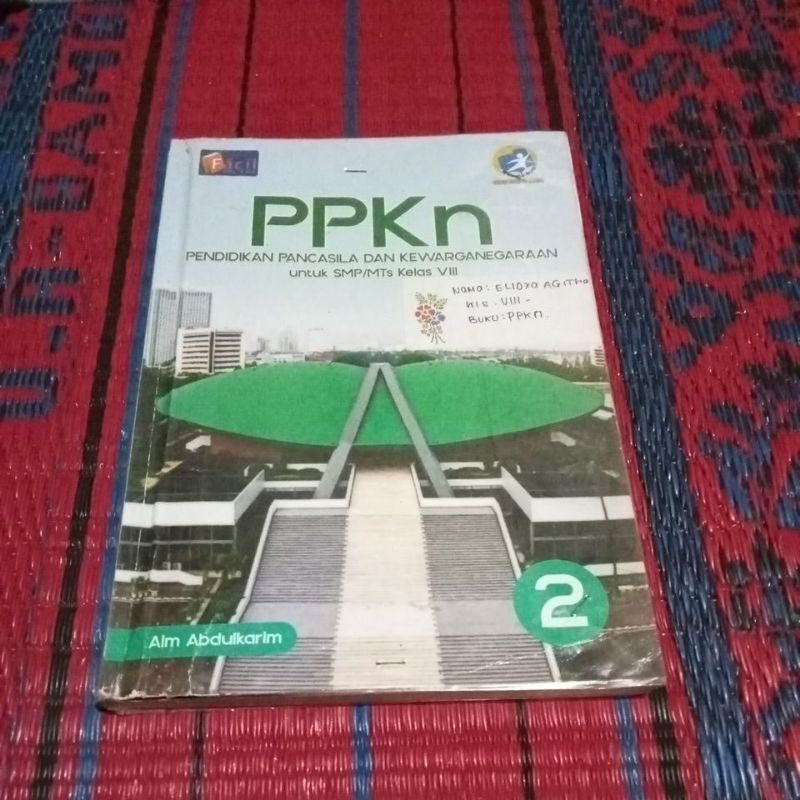 Facil
PPKn
PENDIDIKAN PANCASILA DAN KEWARGANEGARAAN
untuk SMP/MTs Kelas VIII
Nama : ELIDYA AGITHA
Kls : VIII -
BUKU : PPKn.
2
Aim Abdulkarim